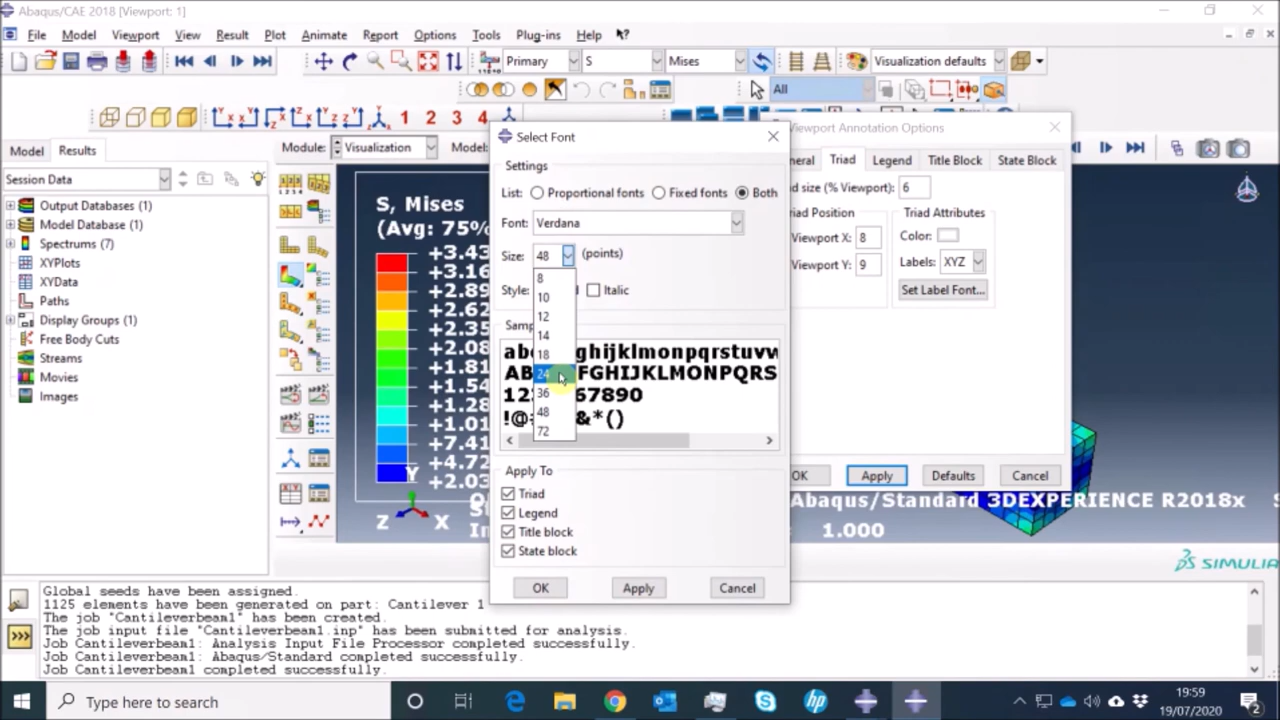 Abaqus/CAE 2018 [Viewport: 1]
File Model Viewport View Result Plot Animate Report Options Tools Plug-ins Help
Primary S Mises Visualization defaults
All
1 2 3 4
Model Results Module: Visualization Model:
Session Data
Output Databases (1)
Model Database (1)
Spectrums (7)
XYPlots
XYData
Paths
Display Groups (1)
Free Body Cuts
Streams
Movies
Images
S, Mises
(Avg: 75%
+3.43
+3.16
+2.89
+2.62
+2.35
+2.08
+1.81
+1.54
+1.28
+1.01
+7.41
+4.72
+2.03
Y
Z X
Select Font
Settings
List: Proportional fonts Fixed fonts Both
Font: Verdana
Size: 48 (points)
8
10
12
14
18
24
36
48
72
Style: Italic
ghijklmonpqrstuvw
FGHIJKLMONPQRS
67890
&*()
Apply To
Triad
Legend
Title block
State block
OK Apply Cancel
Viewport Annotation Options
Triad Legend Title Block State Block
size (% Viewport): 6
Triad Position
Viewport X: 8
Viewport Y: 9
Triad Attributes
Color:
Labels: XYZ
Set Label Font...
OK Apply Defaults Cancel
Abaqus/Standard 3DEXPERIENCE R2018x
1.000
SIMULIA
Global seeds have been assigned.
1125 elements have been generated on part: Cantilever 1
The job "Cantileverbeam1" has been created.
The job input file "Cantileverbeam1.inp" has been submitted for analysis.
Job Cantileverbeam1: Analysis Input File Processor completed successfully.
Job Cantileverbeam1: Abaqus/Standard completed successfully.
Job Cantileverbeam1 completed successfully.
Type here to search
19:59
19/07/2020
2